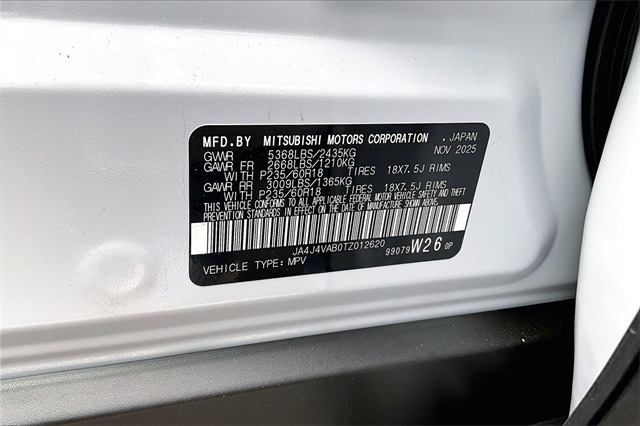 MFD.BY MITSUBISHI MOTORS CORPORATION, JAPAN
GVWR 5368LBS/2435KG NOV 2025
GAWR FR 2668LBS/1210KG
WITH P235/60R18 TIRES 18X7.5J RIMS
GAWR RR 3009LBS/1365KG
WITH P235/60R18 TIRES 18X7.5J RIMS
THIS VEHICLE CONFORMS TO ALL APPLICABLE FEDERAL MOTOR VEHICLE SAFETY AND THEFT
PREVENTION STANDARDS IN EFFECT ON THE DATE OF MANUFACTURE SHOWN ABOVE.
JA4J4VAB0TZ012620
99079 W26 0P
VEHICLE TYPE: MPV